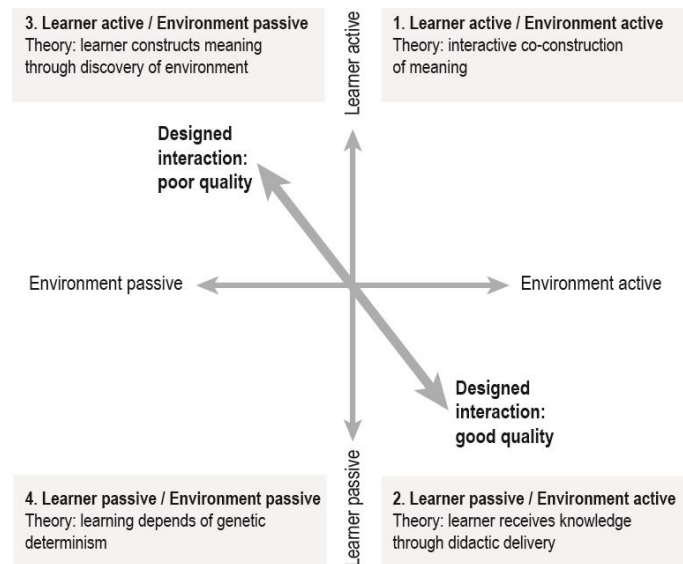 3. Learner active / Environment passive
Theory: learner constructs meaning
through discovery of environment
Learner active
1. Learner active / Environment active
Theory: interactive co-construction
of meaning
Designed
interaction:
poor quality
Environment passive
Environment active
Designed
interaction:
good quality
4. Learner passive / Environment passive
Theory: learning depends of genetic
determinism
Learner passive
2. Learner passive / Environment active
Theory: learner receives knowledge
through didactic delivery